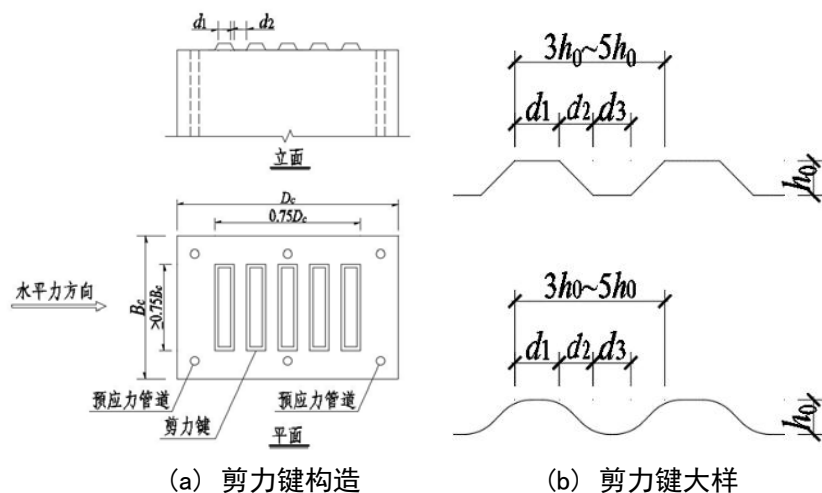 d1 d2
立面
Dc
0.75Dc
水平力方向
Bc
>0.75Bc
预应力管道
剪力键
预应力管道
平面
(a) 剪力键构造
3h0~5h0
d1 d2 d3
h0
3h0~5h0
d1 d2 d3
h0
(b) 剪力键大样